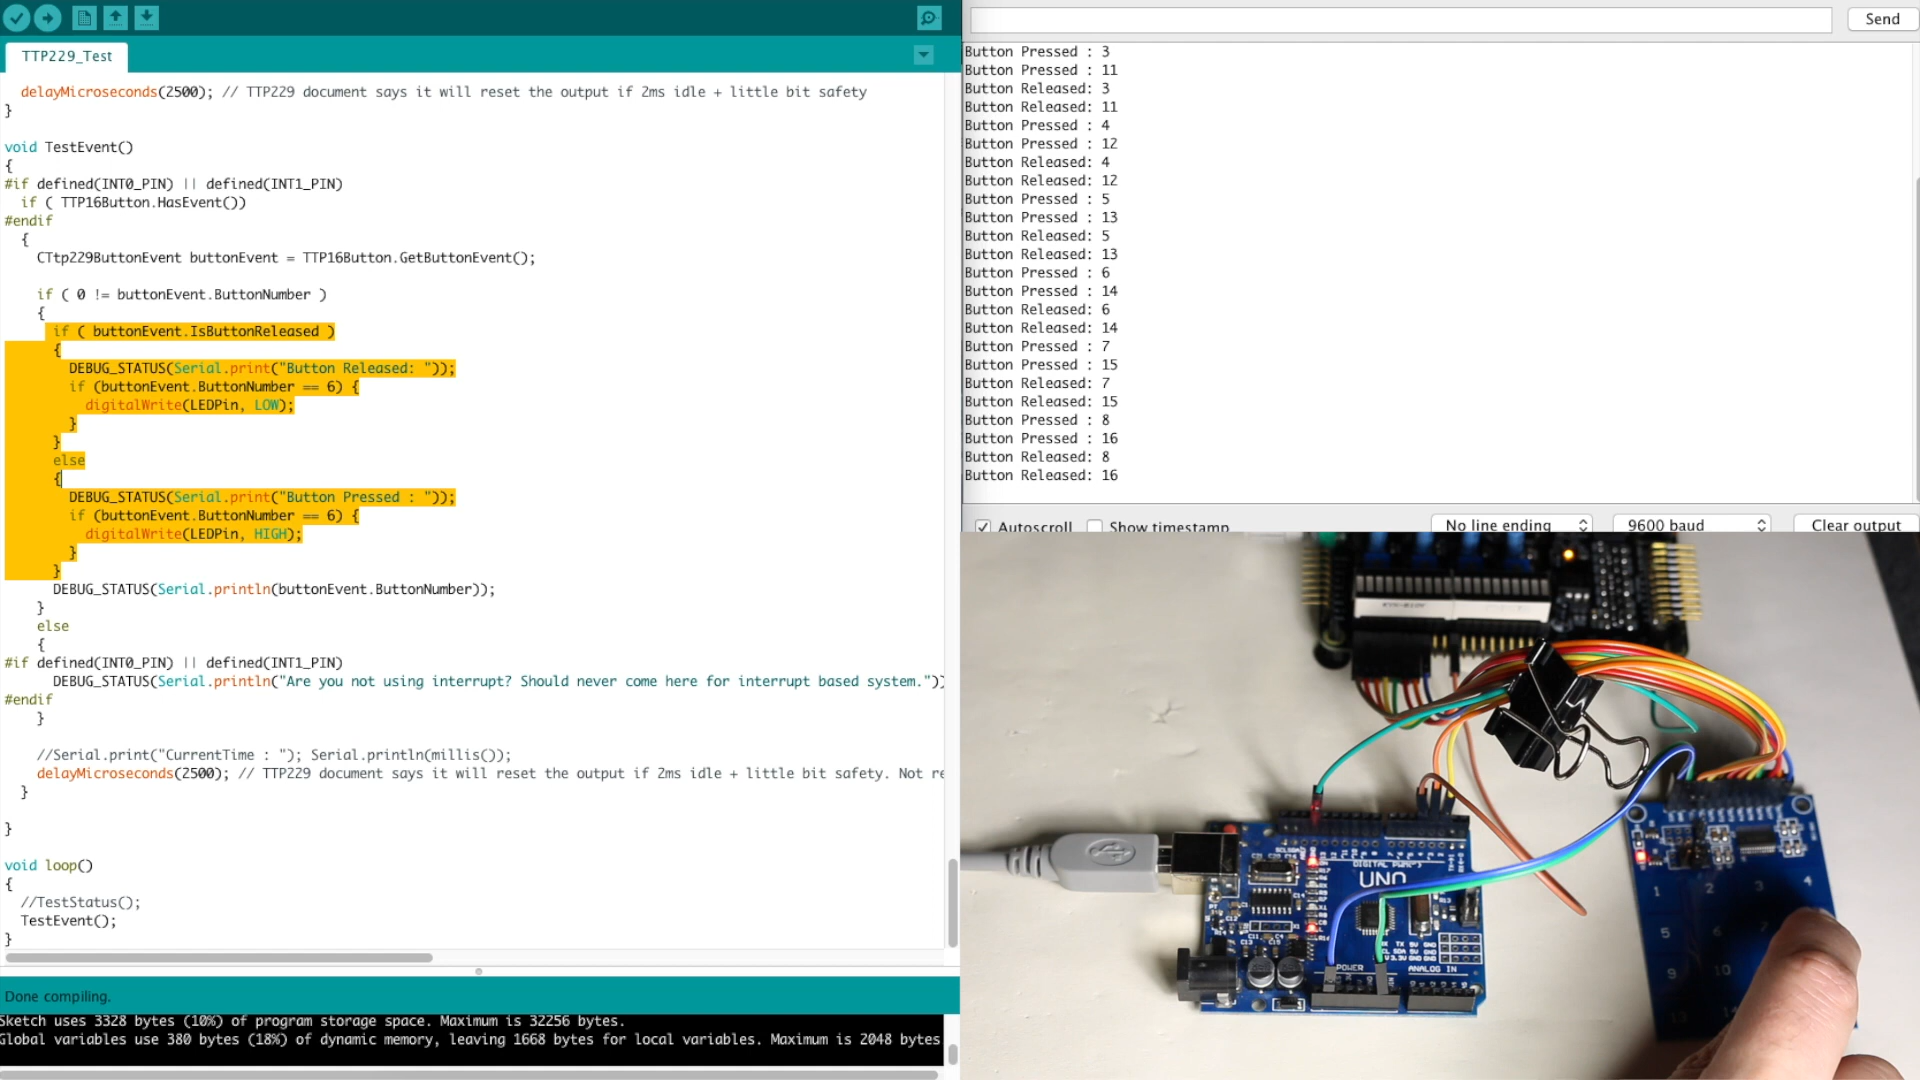 TTP229_Test
delayMicroseconds(2500); // TTP229 document says it will reset the output if 2ms idle + little bit safety
}
void TestEvent()
{
#if defined(INT0_PIN) || defined(INT1_PIN)
if ( TTP16Button.HasEvent())
#endif
{
CTtp229ButtonEvent buttonEvent = TTP16Button.GetButtonEvent();
if ( 0 != buttonEvent.ButtonNumber )
{
if ( buttonEvent.IsButtonReleased )
{
DEBUG_STATUS(Serial.print("Button Released: "));
if (buttonEvent.ButtonNumber == 6) {
digitalWrite(LEDPin, LOW);
}
}
else
{
DEBUG_STATUS(Serial.print("Button Pressed : "));
if (buttonEvent.ButtonNumber == 6) {
digitalWrite(LEDPin, HIGH);
}
}
DEBUG_STATUS(Serial.println(buttonEvent.ButtonNumber));
}
else
{
#if defined(INT0_PIN) || defined(INT1_PIN)
DEBUG_STATUS(Serial.println("Are you not using interrupt? Should never come here for interrupt based system."))
#endif
}
//Serial.print("CurrentTime : "); Serial.println(millis());
delayMicroseconds(2500); // TTP229 document says it will reset the output if 2ms idle + little bit safety. Not re
}
}
void loop()
{
//TestStatus();
TestEvent();
}
Done compiling.
Sketch uses 3328 bytes (10%) of program storage space. Maximum is 32256 bytes.
Global variables use 380 bytes (18%) of dynamic memory, leaving 1668 bytes for local variables. Maximum is 2048 bytes
Send
Button Pressed : 3
Button Pressed : 11
Button Released: 3
Button Released: 11
Button Pressed : 4
Button Pressed : 12
Button Released: 4
Button Released: 12
Button Pressed : 5
Button Pressed : 13
Button Released: 5
Button Released: 13
Button Pressed : 6
Button Pressed : 14
Button Released: 6
Button Released: 14
Button Pressed : 7
Button Pressed : 15
Button Released: 7
Button Released: 15
Button Pressed : 8
Button Pressed : 16
Button Released: 8
Button Released: 16
Autoscroll Show timestamp No line ending 9600 baud Clear output
UNO
POWER ANALOG IN
1 2 3 4
5 6
9 10
13